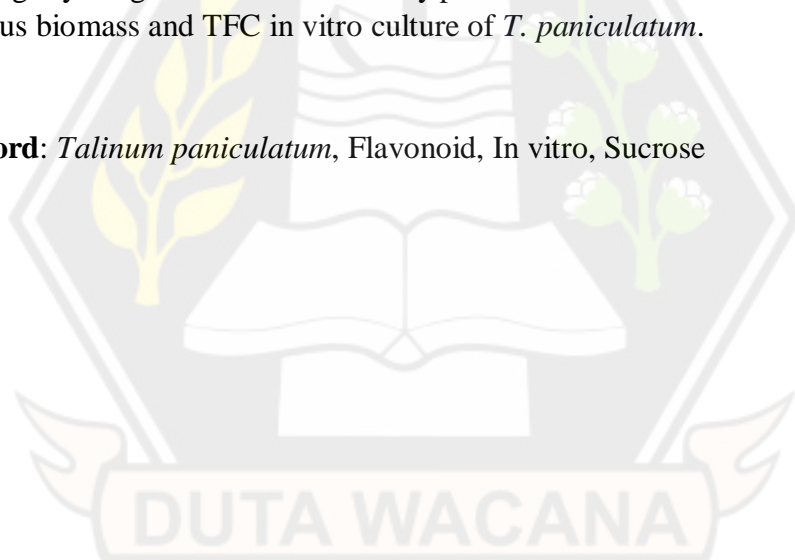 us biomass and TFC in vitro culture of T. paniculatum.
ord: Talinum paniculatum, Flavonoid, In vitro, Sucrose
DUTA WACANA